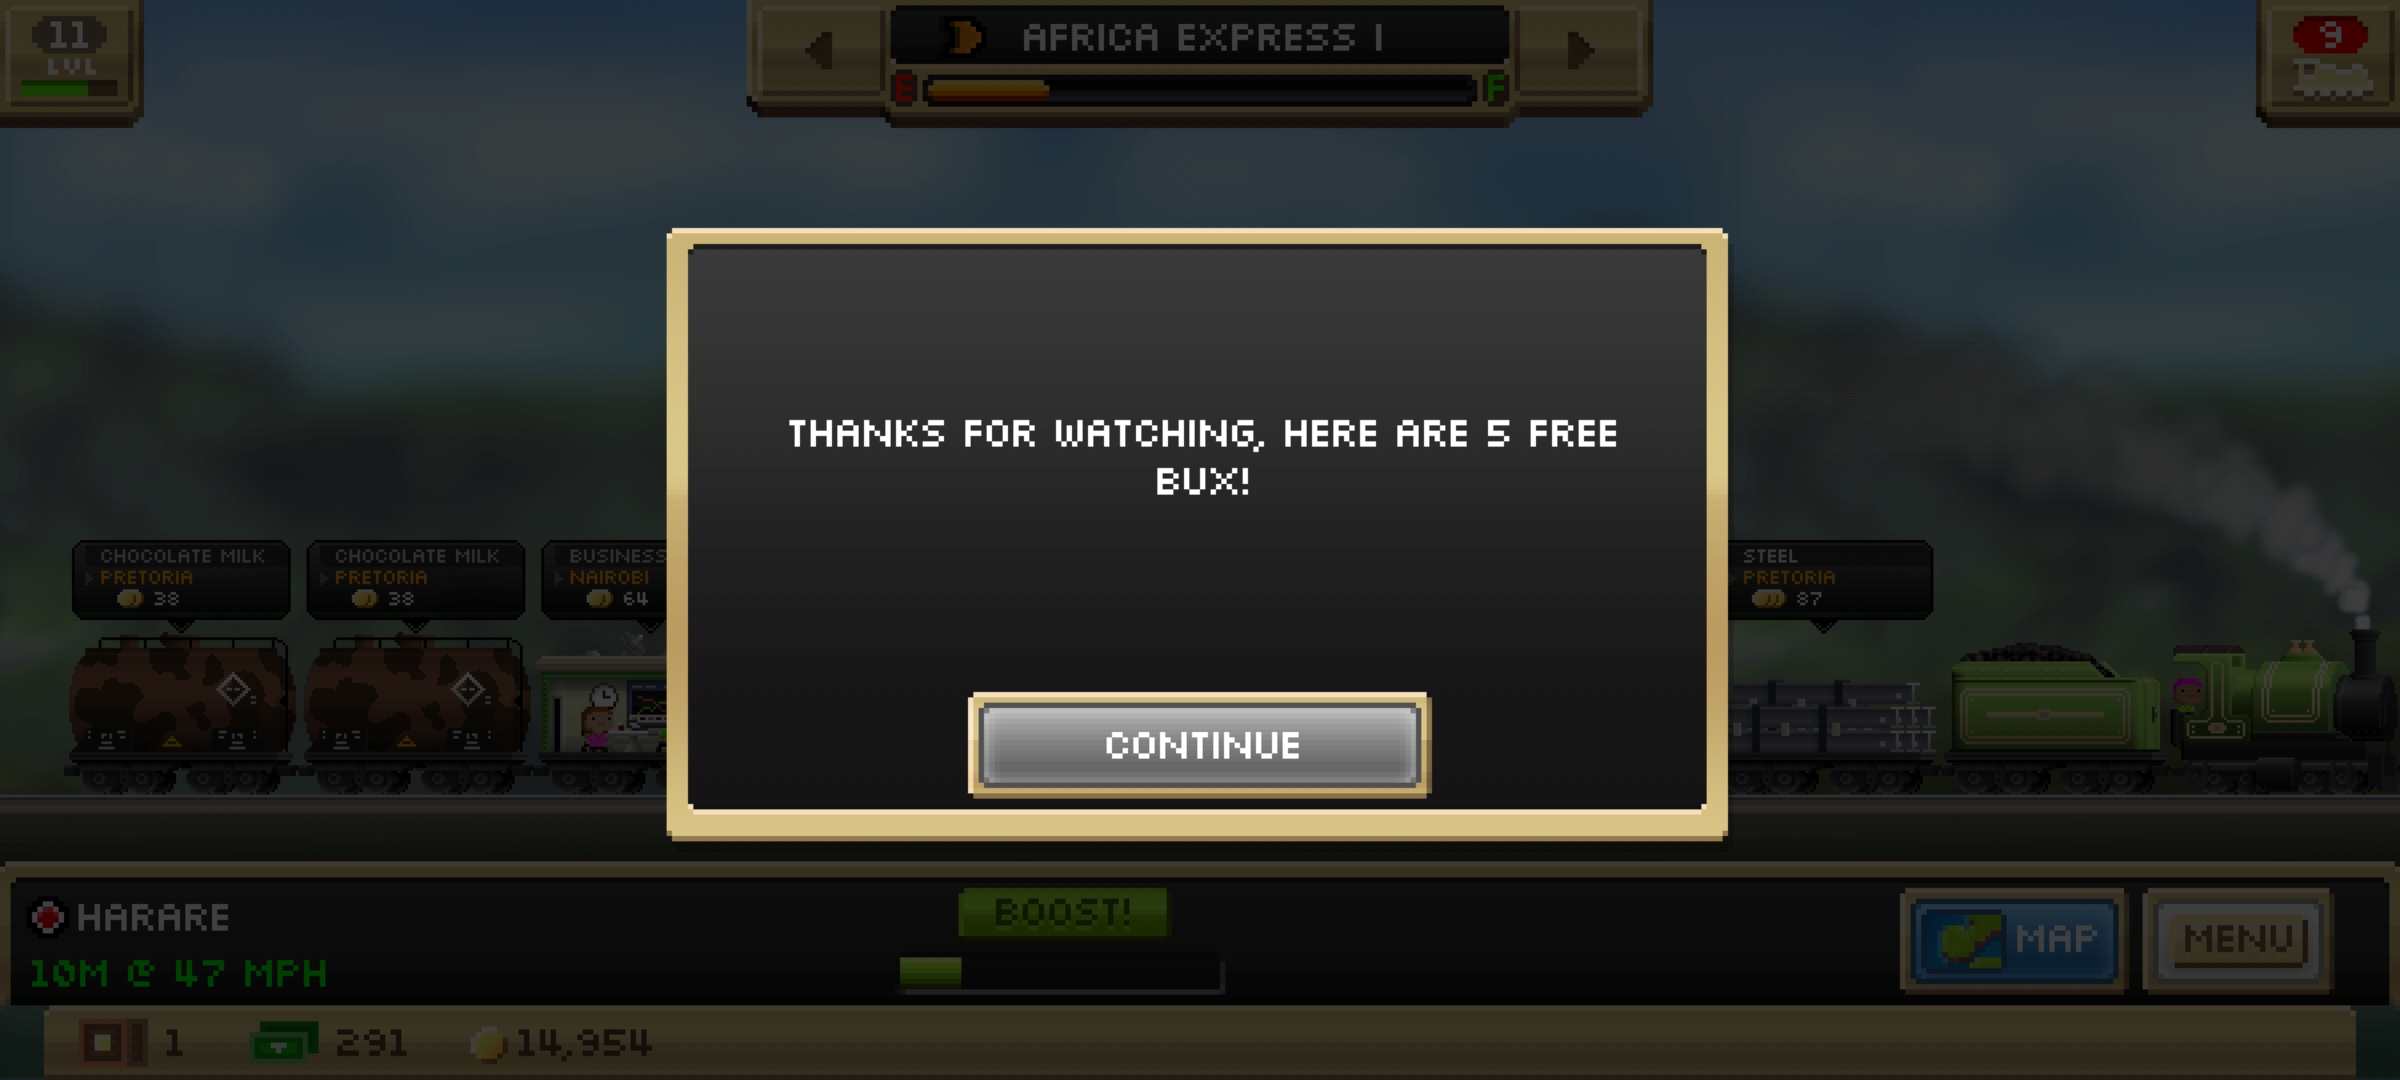 11
LVL
AFRICA EXPRESS I
E
F
9
THANKS FOR WATCHING, HERE ARE 5 FREE
BUX!
CHOCOLATE MILK
PRETORIA
38
CHOCOLATE MILK
PRETORIA
38
BUSINESS
NAIROBI
64
STEEL
PRETORIA
87
CONTINUE
HARARE
10M @ 47 MPH
BOOST!
MAP
MENU
1
291
14,954